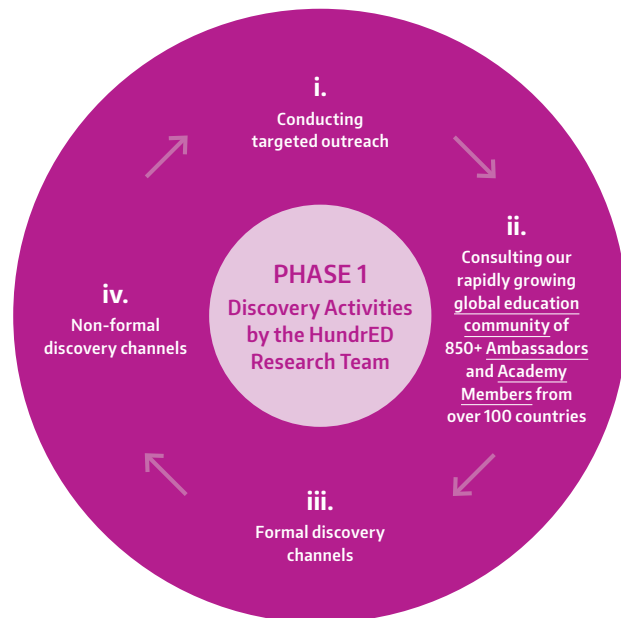 i.
Conducting
targeted outreach
ii.
Consulting our
rapidly growing
global education
community of
850+ Ambassadors
and Academy
Members from
over 100 countries
iii.
Formal discovery
channels
iv.
Non-formal
discovery channels
PHASE 1
Discovery Activities
by the HundrED
Research Team